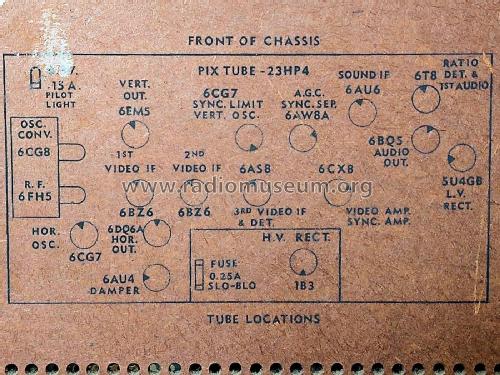 FRONT OF CHASSIS
.15 A.
PILOT
LIGHT
VERT.
OUT.
6EM5
PIX TUBE -23HP4
6CG7
SYNC. LIMIT
VERT. OSC.
A.G.C.
SYNC. SEP.
6AW8A
SOUND IF
6AU6
6T8
RATIO
DET. &
1ST AUDIO
OSC.
CONV.
6CG8
R. F.
6FH5
1ST
VIDEO IF
6BZ6
2ND
VIDEO IF
6BZ6
6AS8
3RD VIDEO IF
& DET.
6CX8
VIDEO AMP.
SYNC. AMP.
6BQ5
AUDIO
OUT.
5U4GB
L.V.
RECT.
www.radiomuseum.org
HOR.
OSC.
6CG7
6DQ6A
HOR.
OUT.
6AU4
DAMPER
H.V. RECT.
FUSE
0.25A
SLO-BLO
1B3
TUBE LOCATIONS